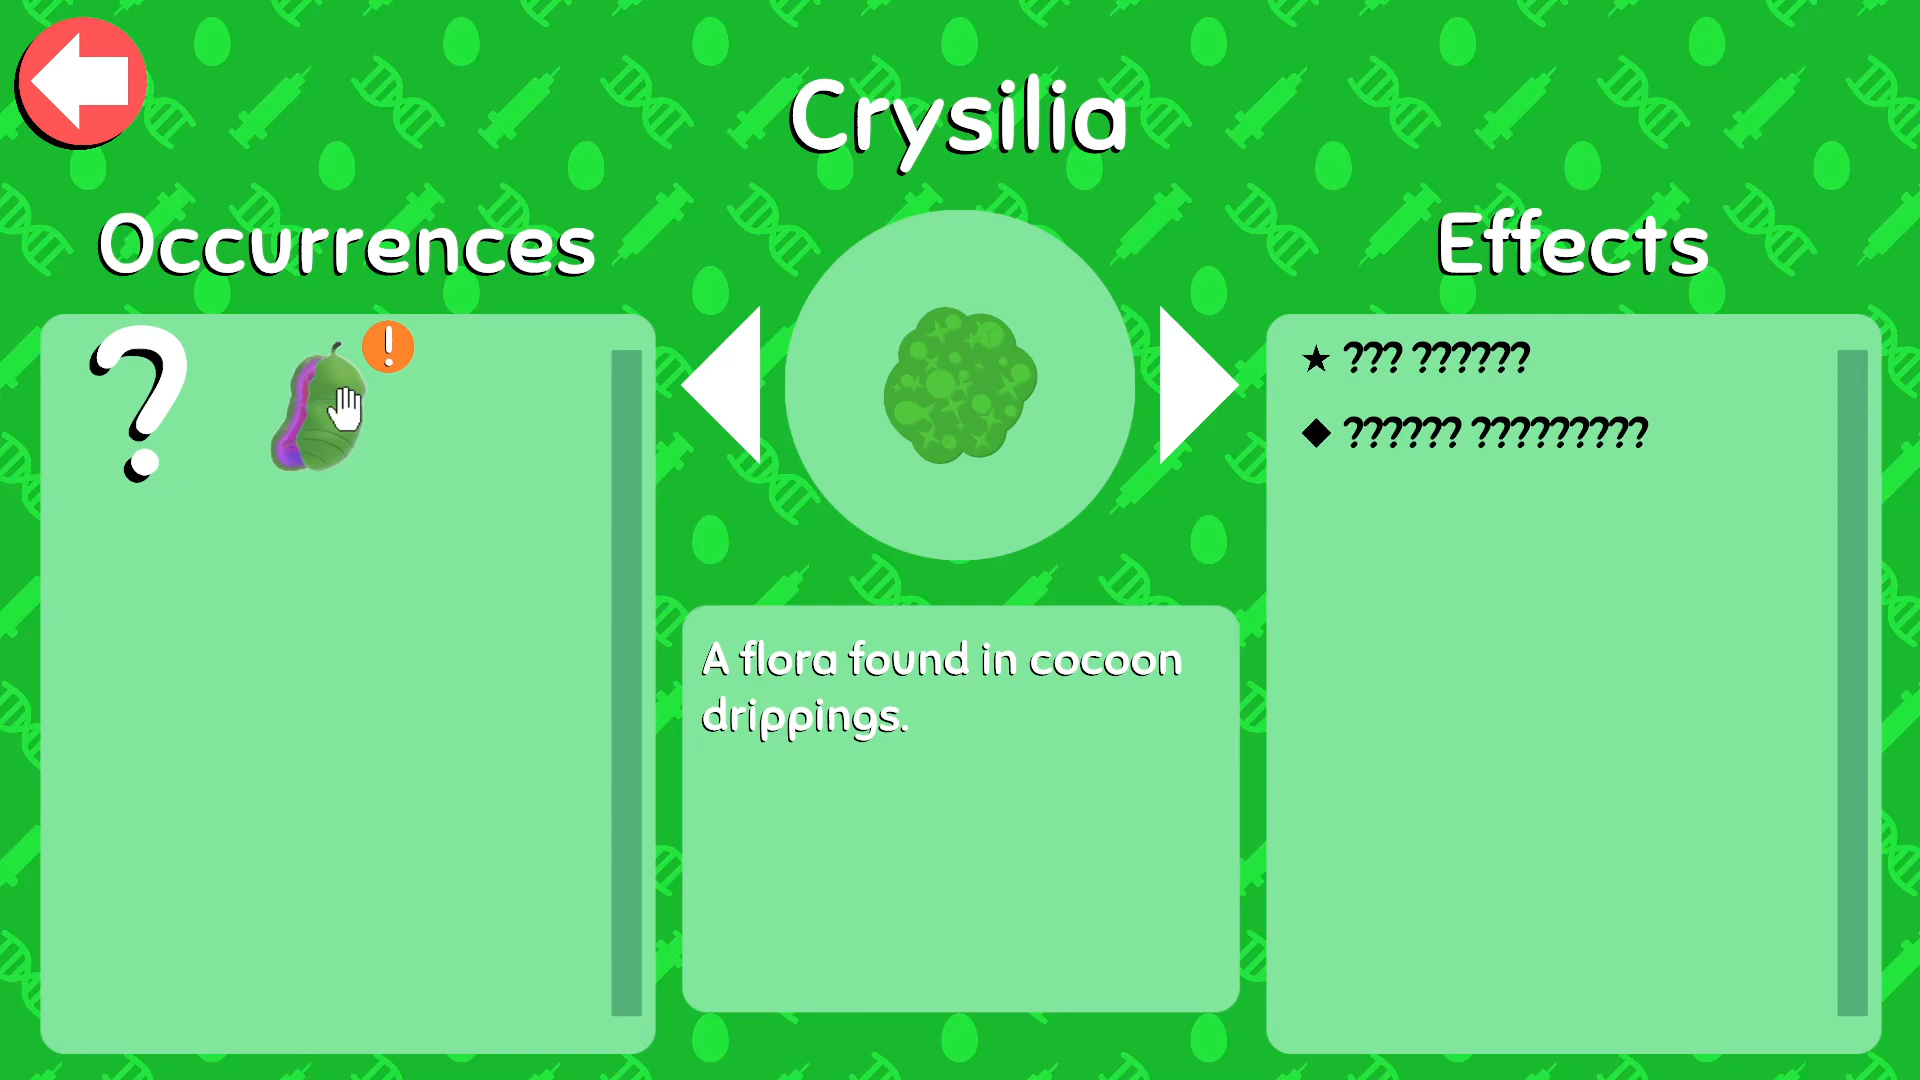 Crysilia
Occurrences
Effects
?
!
★ ??? ??????
◆ ?????? ?????????
A flora found in cocoon
drippings.